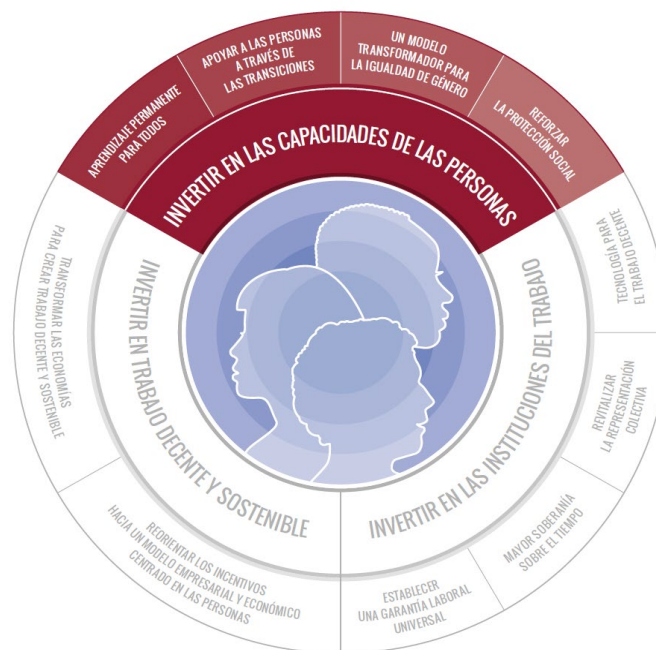 APRENDIZAJE PERMANENTE
PARA TODOS
APOYAR A LAS PERSONAS
A TRAVÉS DE
LAS TRANSICIONES
UN MODELO
TRANSFORMADOR PARA
LA IGUALDAD DE GÉNERO
REFORZAR
LA PROTECCIÓN SOCIAL
INVERTIR EN LAS CAPACIDADES DE LAS PERSONAS
TECNOLOGÍA PARA
EL TRABAJO DECENTE
REVITALIZAR
LA REPRESENTACIÓN
COLECTIVA
MAYOR SOBERANÍA
SOBRE EL TIEMPO
ESTABLECER
UNA GARANTÍA LABORAL
UNIVERSAL
INVERTIR EN LAS INSTITUCIONES DEL TRABAJO
REORIENTAR LOS INCENTIVOS
HACIA UN MODELO EMPRESARIAL Y ECONÓMICO
CENTRADO EN LAS PERSONAS
TRANSFORMAR LAS ECONOMÍAS
PARA CREAR TRABAJO DECENTE Y SOSTENIBLE
INVERTIR EN TRABAJO DECENTE Y SOSTENIBLE